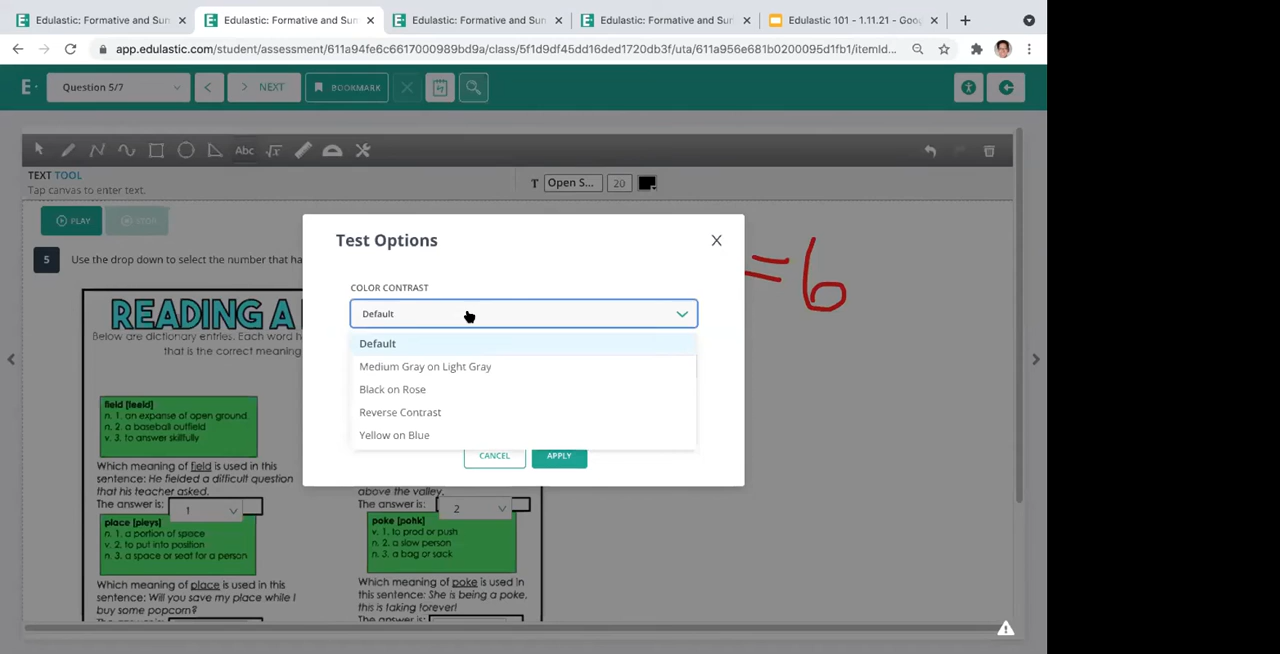 Edulastic: Formative and Sum
Edulastic: Formative and Sum
Edulastic: Formative and Sum
Edulastic: Formative and Sum
Edulastic 101 - 1.11.21 - Goo
app.edulastic.com/student/assessment/611a94fe6c6617000989bd9a/class/5f1d9df45dd16ded1720db3f/uta/611a956e681b0200095d1fb1/itemId...
E
Question 5/7
NEXT
BOOKMARK
Abc
TEXT TOOL
Tap canvas to enter text.
T Open S... 20
PLAY
STOP
5 Use the drop down to select the number that ha
READING A
Below are dictionary entries. Each word h
that is the correct meaning
= 6
Test Options
COLOR CONTRAST
Default
Default
Medium Gray on Light Gray
Black on Rose
Reverse Contrast
Yellow on Blue
CANCEL
APPLY
field [feeld]
n. 1. an expanse of open ground
n. 2. a baseball outfield
v. 3. to answer skillfully
Which meaning of field is used in this
sentence: He fielded a difficult question
that his teacher asked.
The answer is: 1
above the valley.
The answer is: 2
place [pleys]
n. 1. a portion of space
v. 2. to put into position
n. 3. a space or seat for a person
poke [pohk]
v. 1. to prod or push
n. 2. a slow person
n. 3. a bag or sack
Which meaning of place is used in this
sentence: Will you save my place while I
buy some popcorn?
Which meaning of poke is used in
this sentence: She is being a poke,
this is taking forever!
The answer is:
The answer is: